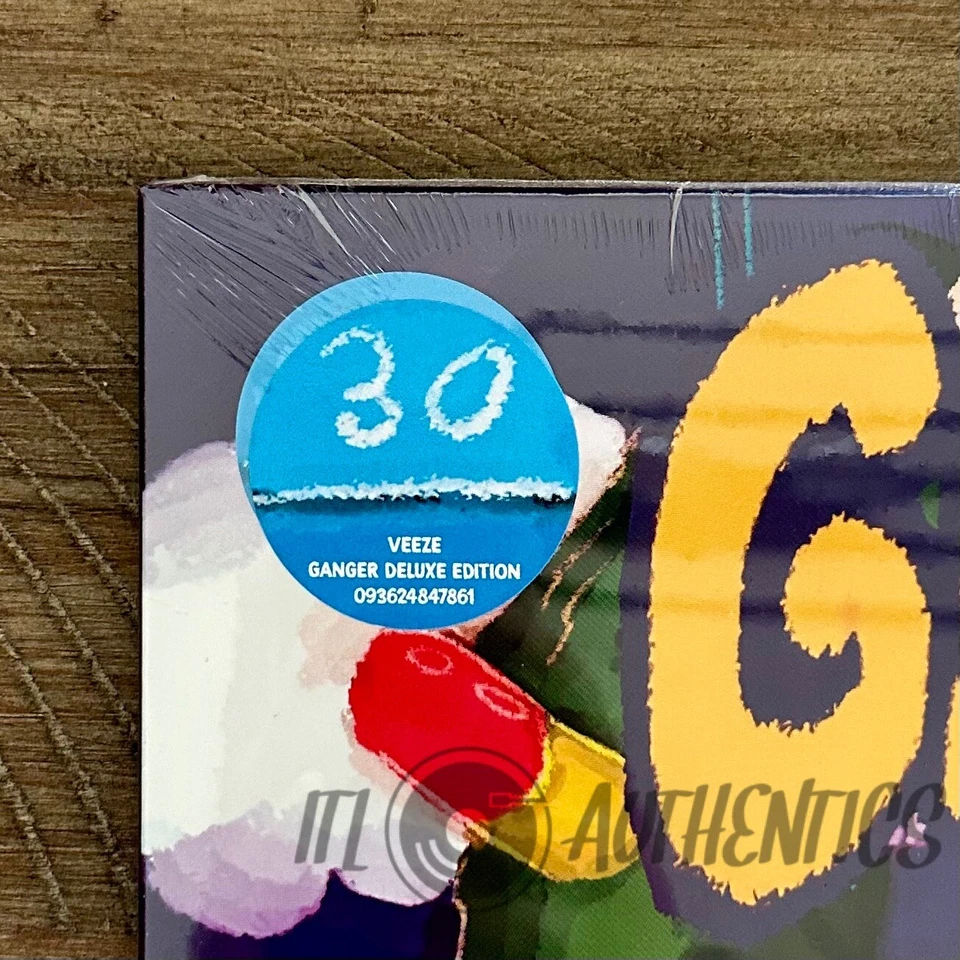 30
VEEZE
GANGER DELUXE EDITION
093624847861
G
ITL AUTHENTICS